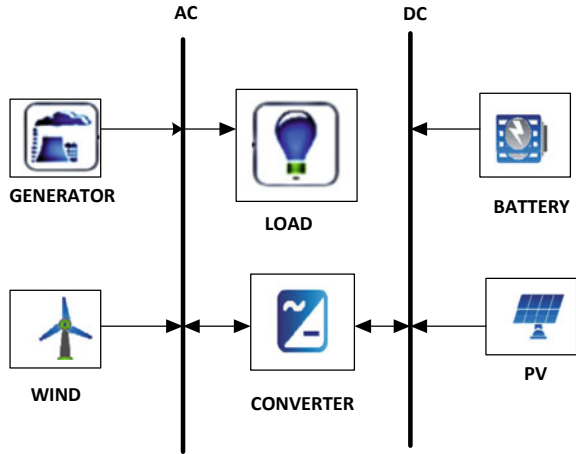 AC
DC
GENERATOR
LOAD
BATTERY
WIND
CONVERTER
PV